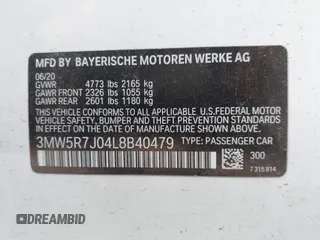 MFD BY BAYERISCHE MOTOREN WERKE AG
06/20
GVWR 4773 lbs 2165 kg
GAWR FRONT 2326 lbs 1055 kg
GAWR REAR 2601 lbs 1180 kg
THIS VEHICLE CONFORMS TO ALL APPLICABLE
FEDERAL MOTOR VEHICLE SAFETY, BUMPER, AND
THEFT PREVENTION STANDARDS IN EFFECT ON THE
DATE OF MANUFACTURE SHOWN ABOVE.
3MW5R7J04L8B40479 TYPE: PASSENGER CAR
300
7 315 814
AUTOHELPERBOT.COM